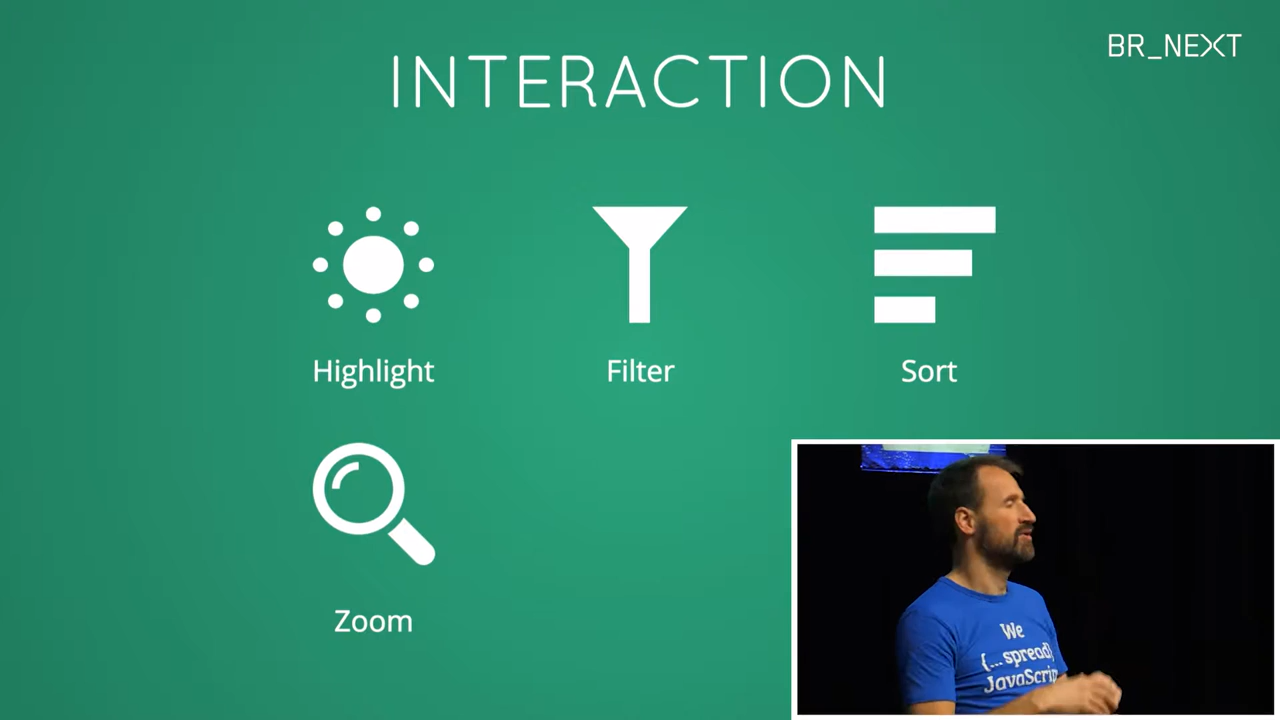 BR_NEXT
INTERACTION
Highlight
Filter
Sort
Zoom
We
{... spread}
JavaScrip